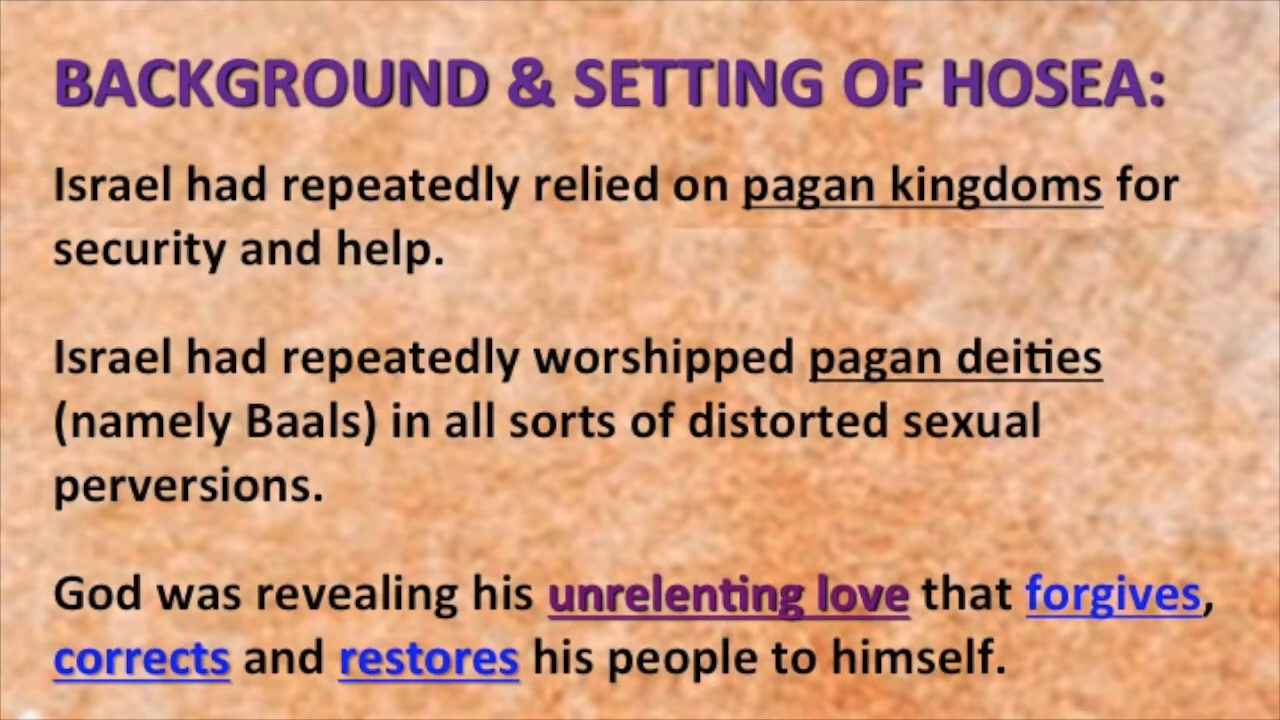 BACKGROUND & SETTING OF HOSEA:
Israel had repeatedly relied on pagan kingdoms for
security and help.
Israel had repeatedly worshipped pagan deities
(namely Baals) in all sorts of distorted sexual
perversions.
God was revealing his unrelenting love that forgives,
corrects and restores his people to himself.